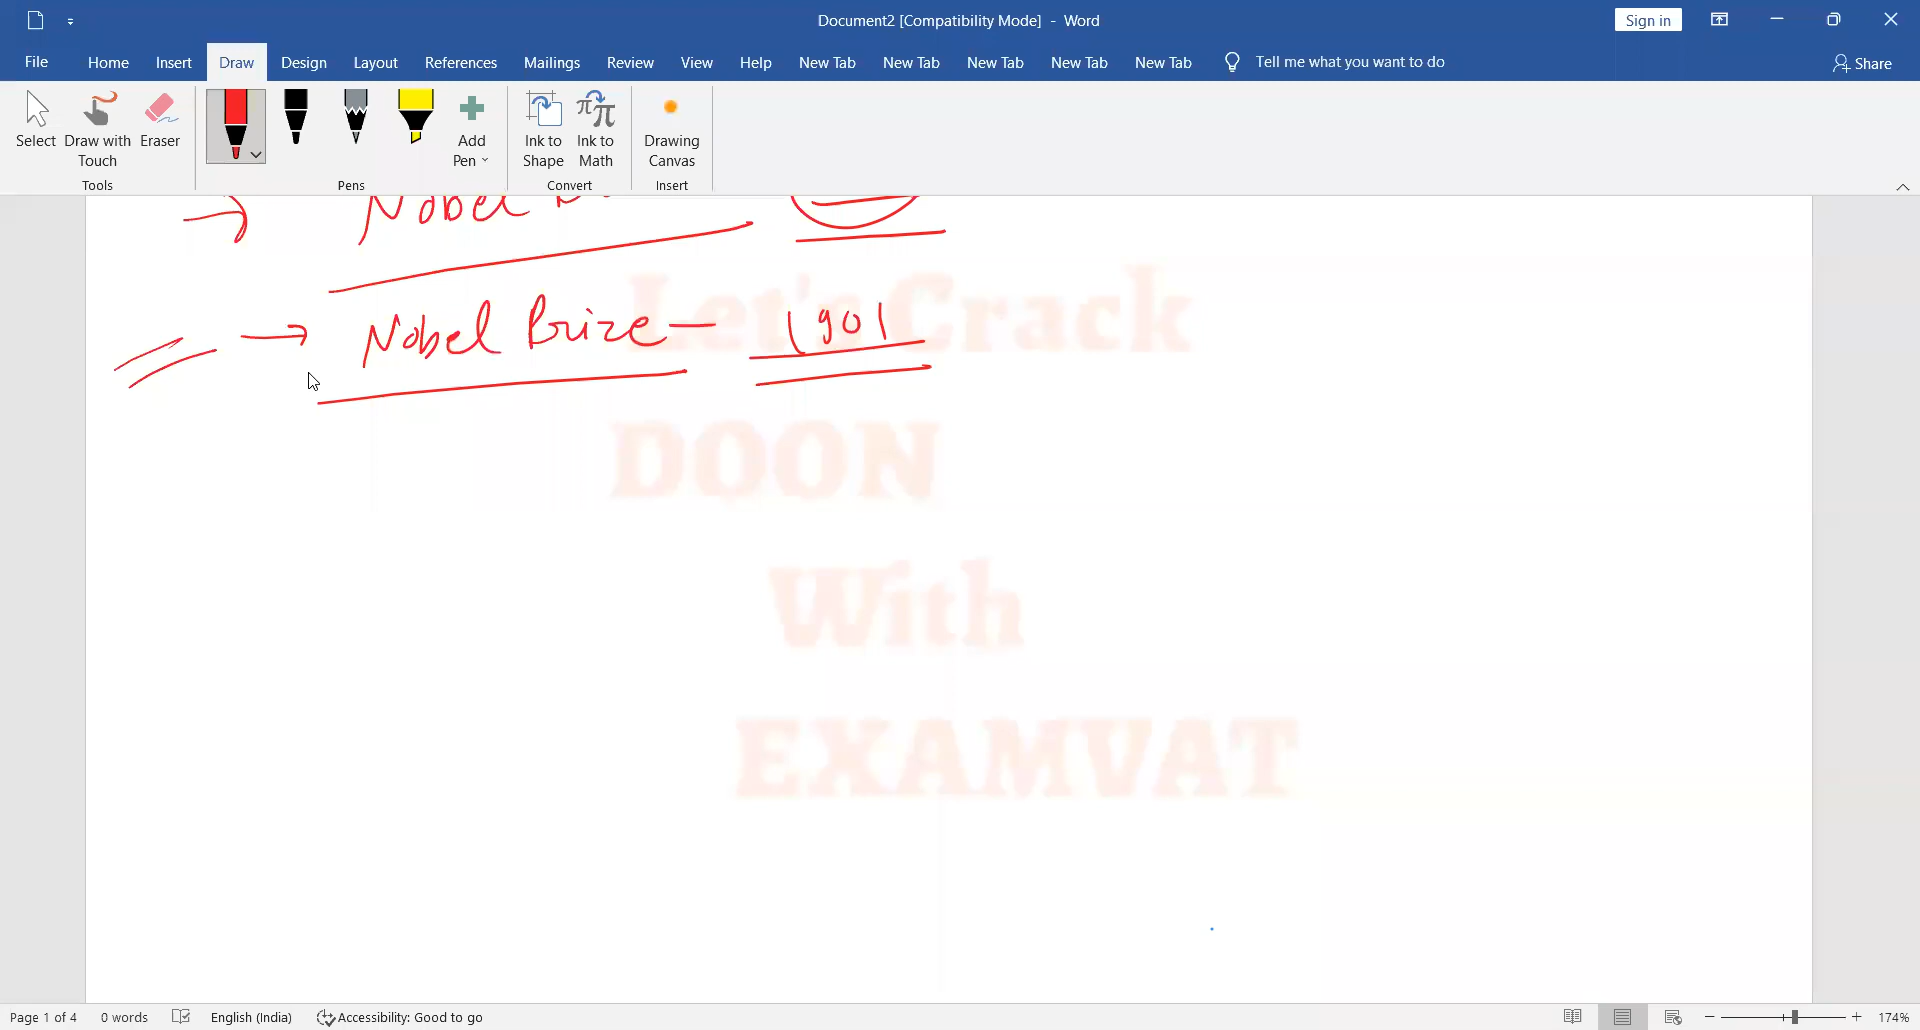 Document2 [Compatibility Mode] - Word
Sign in
File Home Insert Draw Design Layout References Mailings Review View Help New Tab New Tab New Tab New Tab New Tab Tell me what you want to do Share
Select Draw with Touch Eraser Add Pen Ink to Shape Ink to Math Drawing Canvas
Tools Pens Convert Insert
→ Nobel
→ Nobel Prize — 1901
Let's Crack
DOON
With
EXAMVAT
Page 1 of 4 0 words English (India) Accessibility: Good to go 174%